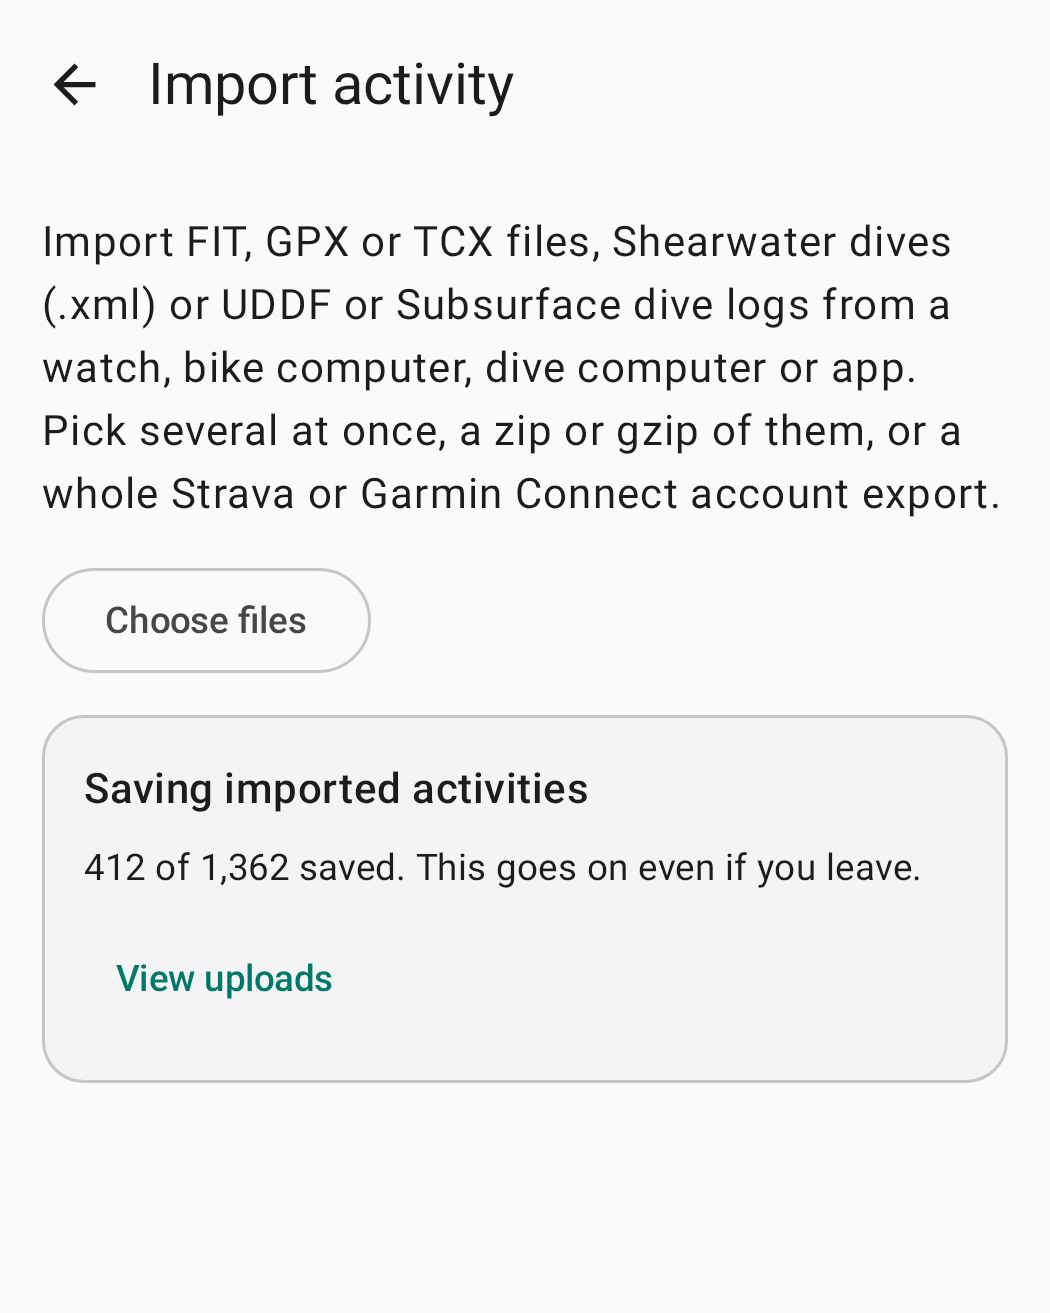 Import activity
Import FIT, GPX or TCX files, Shearwater dives
(.xml) or UDDF or Subsurface dive logs from a
watch, bike computer, dive computer or app.
Pick several at once, a zip or gzip of them, or a
whole Strava or Garmin Connect account export.
Choose files
Saving imported activities
412 of 1,362 saved. This goes on even if you leave.
View uploads